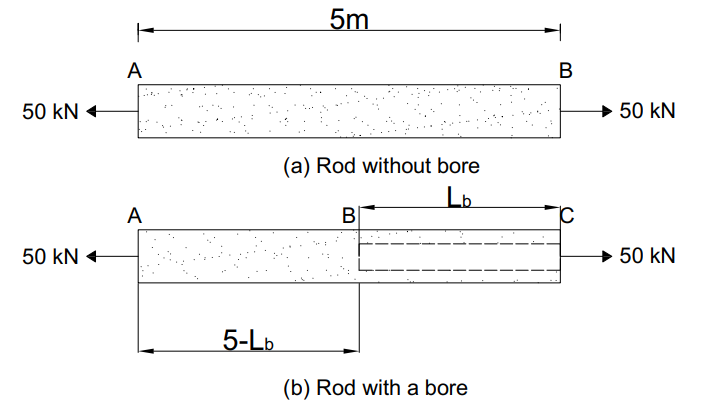 5m
A B
50 kN 50 kN
(a) Rod without bore
Lb
A B C
50 kN 50 kN
5-Lb
(b) Rod with a bore